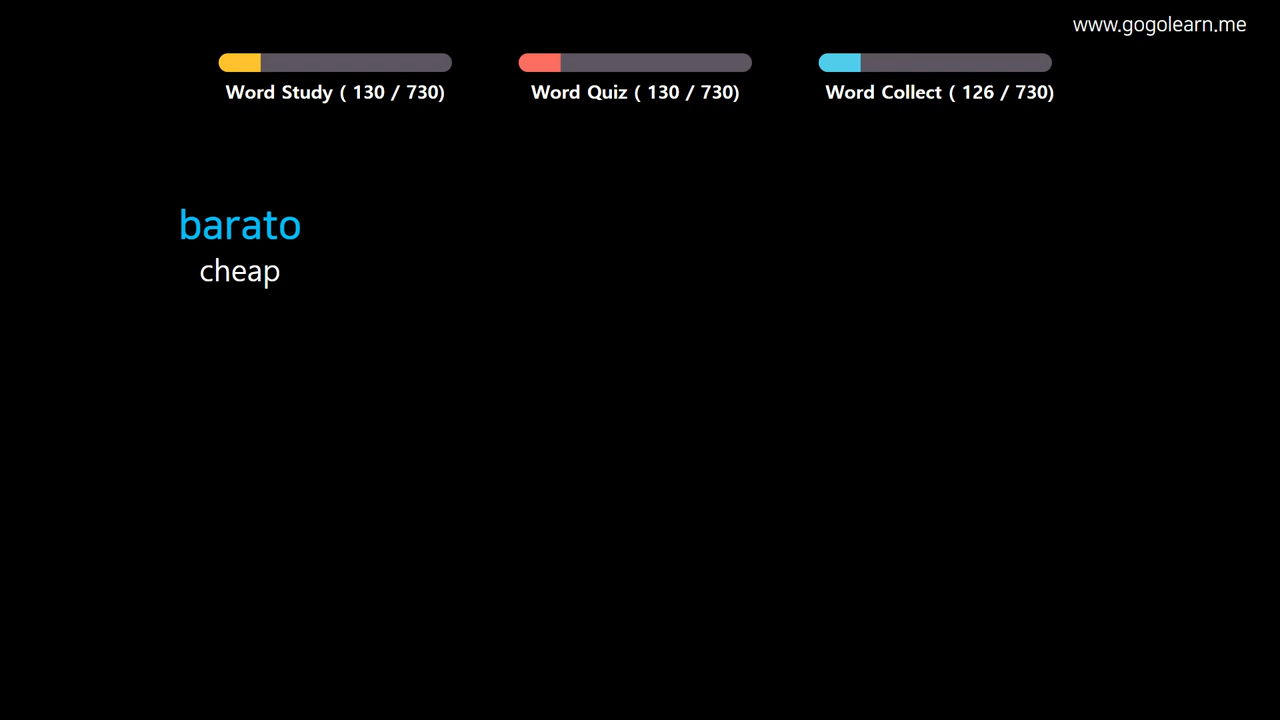 www.gogolearn.me
Word Study ( 130 / 730)
Word Quiz ( 130 / 730)
Word Collect ( 126 / 730)
barato
cheap